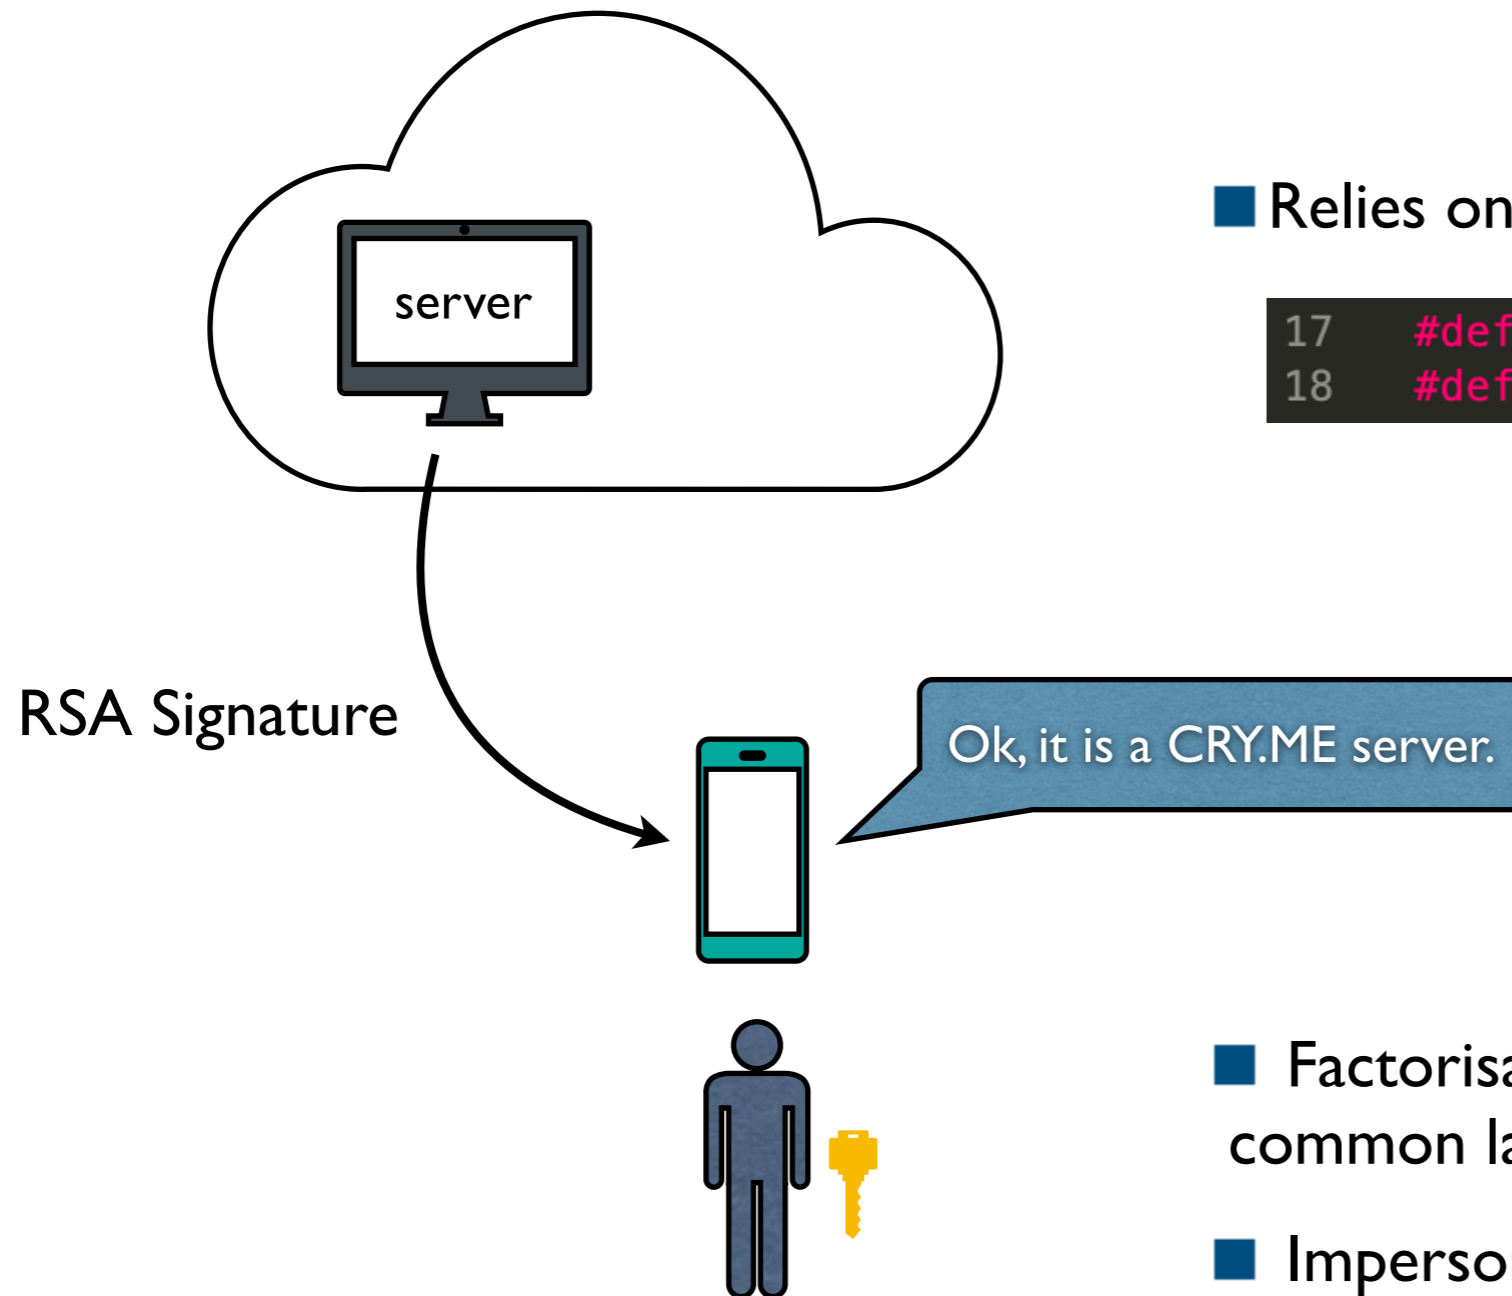 server
Relies on
17 #def
18 #def
RSA Signature
Ok, it is a CRY.ME server.
Factorisa
common la
Imperso